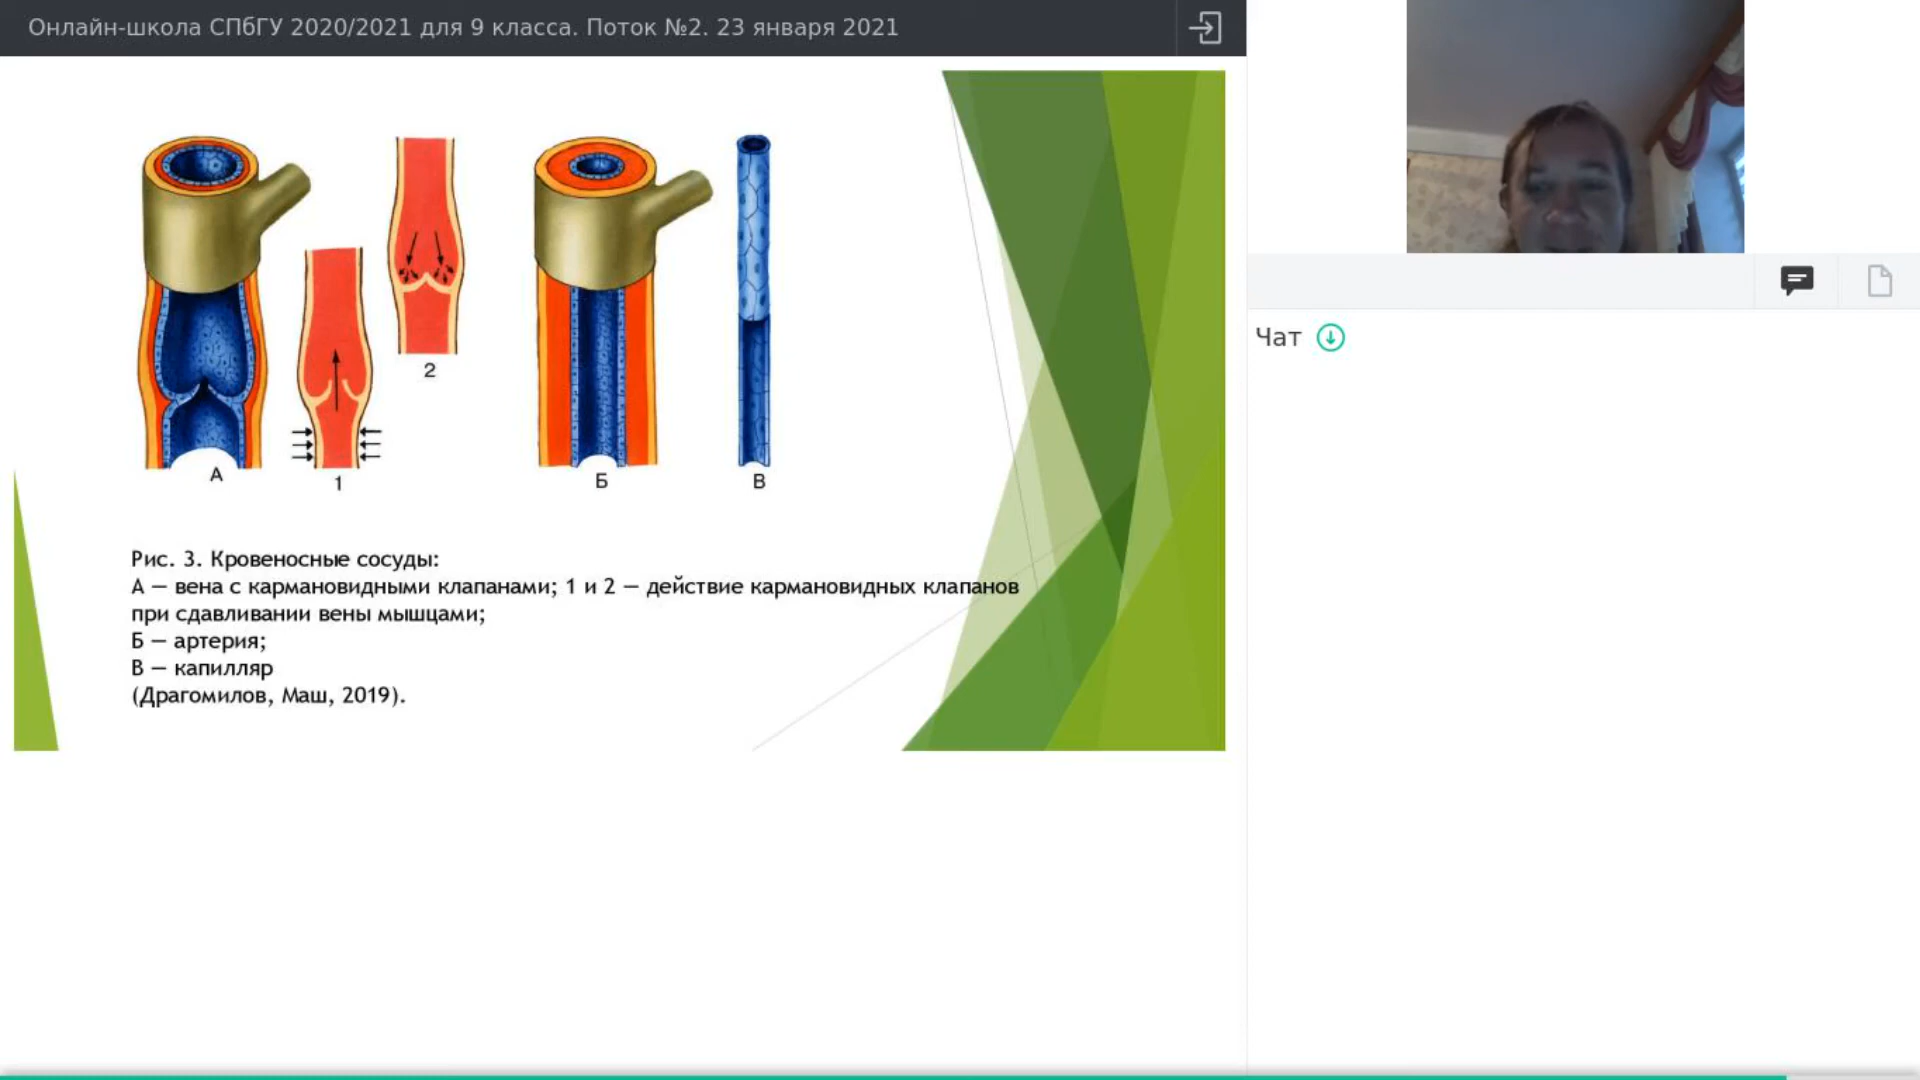 Онлайн-школа СПбГУ 2020/2021 для 9 класса. Поток №2. 23 января 2021
Чат
2
А
1
Б
В
Рис. 3. Кровеносные сосуды:
А — вена с кармановидными клапанами; 1 и 2 — действие кармановидных клапанов
при сдавливании вены мышцами;
Б — артерия;
В — капилляр
(Драгомилов, Маш, 2019).